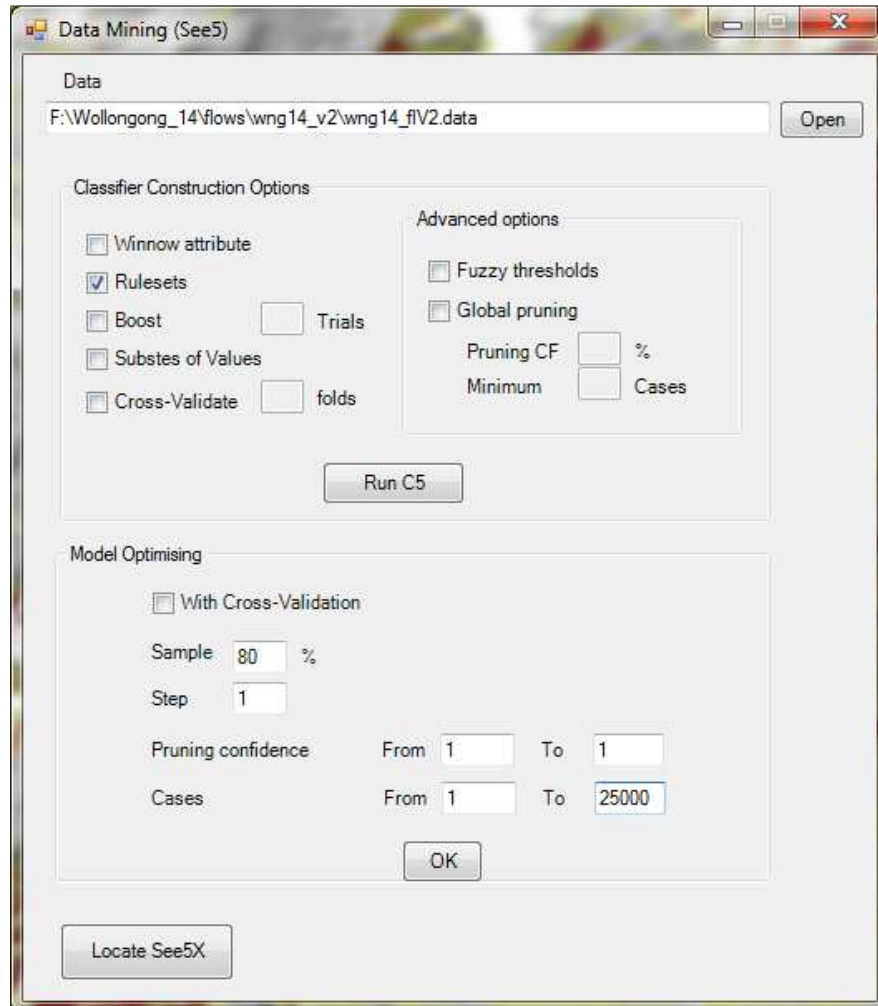 Data Mining (See5)
Data
F:\Wollongong_14\flows\wng14_v2\wng14_flV2.data
Open
Classifier Construction Options
Winnow attribute
Rulesets
Boost Trials
Substes of Values
Cross-Validate folds
Advanced options
Fuzzy thresholds
Global pruning
Pruning CF %
Minimum Cases
Run C5
Model Optimising
With Cross-Validation
Sample 80 %
Step 1
Pruning confidence From 1 To 1
Cases From 1 To 25000
OK
Locate See5X